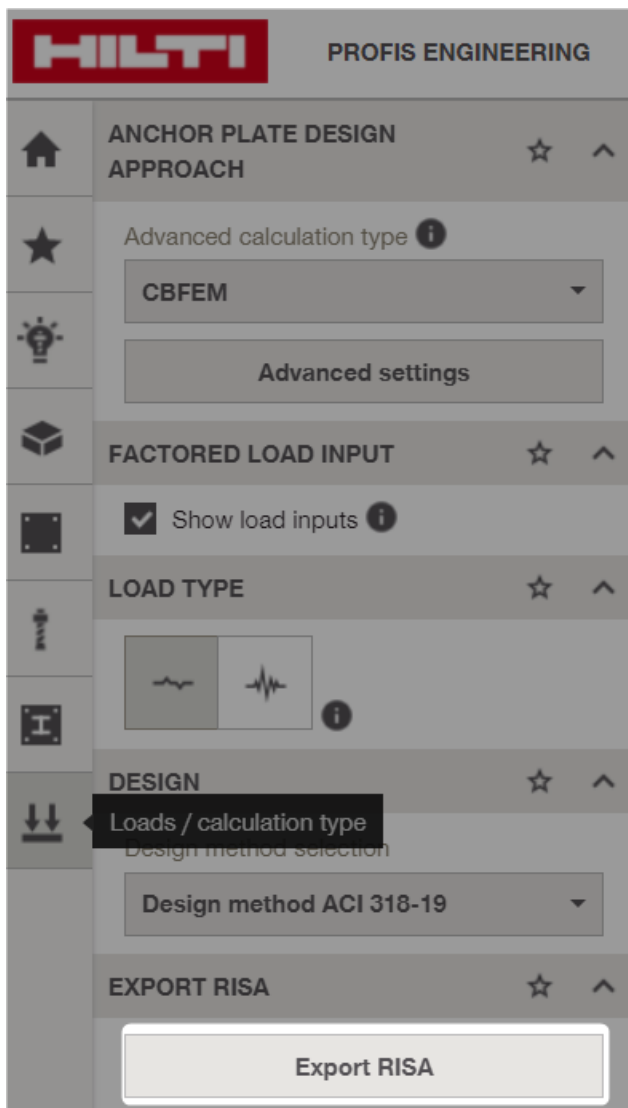 HILTI
PROFIS ENGINEERING
ANCHOR PLATE DESIGN
APPROACH
Advanced calculation type
CBFEM
Advanced settings
FACTORED LOAD INPUT
Show load inputs
LOAD TYPE
DESIGN
Loads / calculation type
Design method selection
Design method ACI 318-19
EXPORT RISA
Export RISA